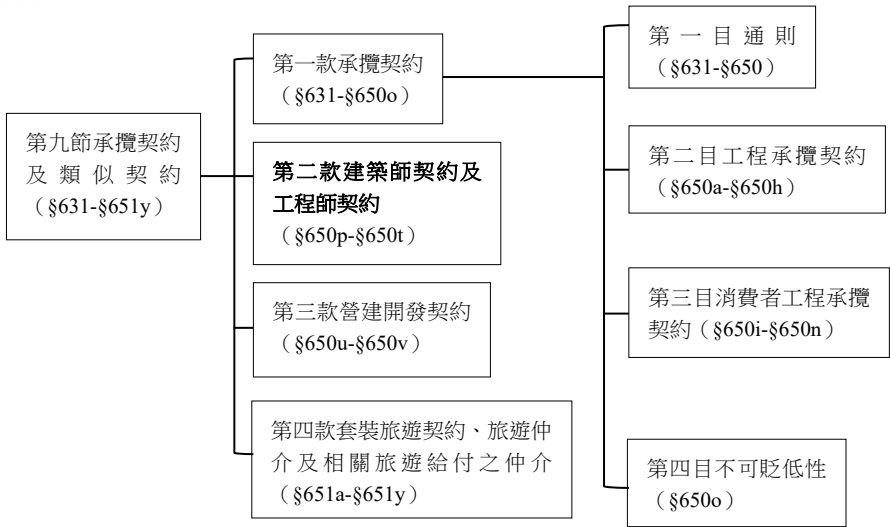 第九節承攬契約
及類似契約
（§631-§651y）
第一款承攬契約
（§631-§650o）
第二款建築師契約及
工程師契約
（§650p-§650t）
第三款營建開發契約
（§650u-§650v）
第四款套裝旅遊契約、旅遊仲
介及相關旅遊給付之仲介
（§651a-§651y）
第一目通則
（§631-§650）
第二目工程承攬契約
（§650a-§650h）
第三目消費者工程承攬
契約（§650i-§650n）
第四目不可貶低性
（§650o）